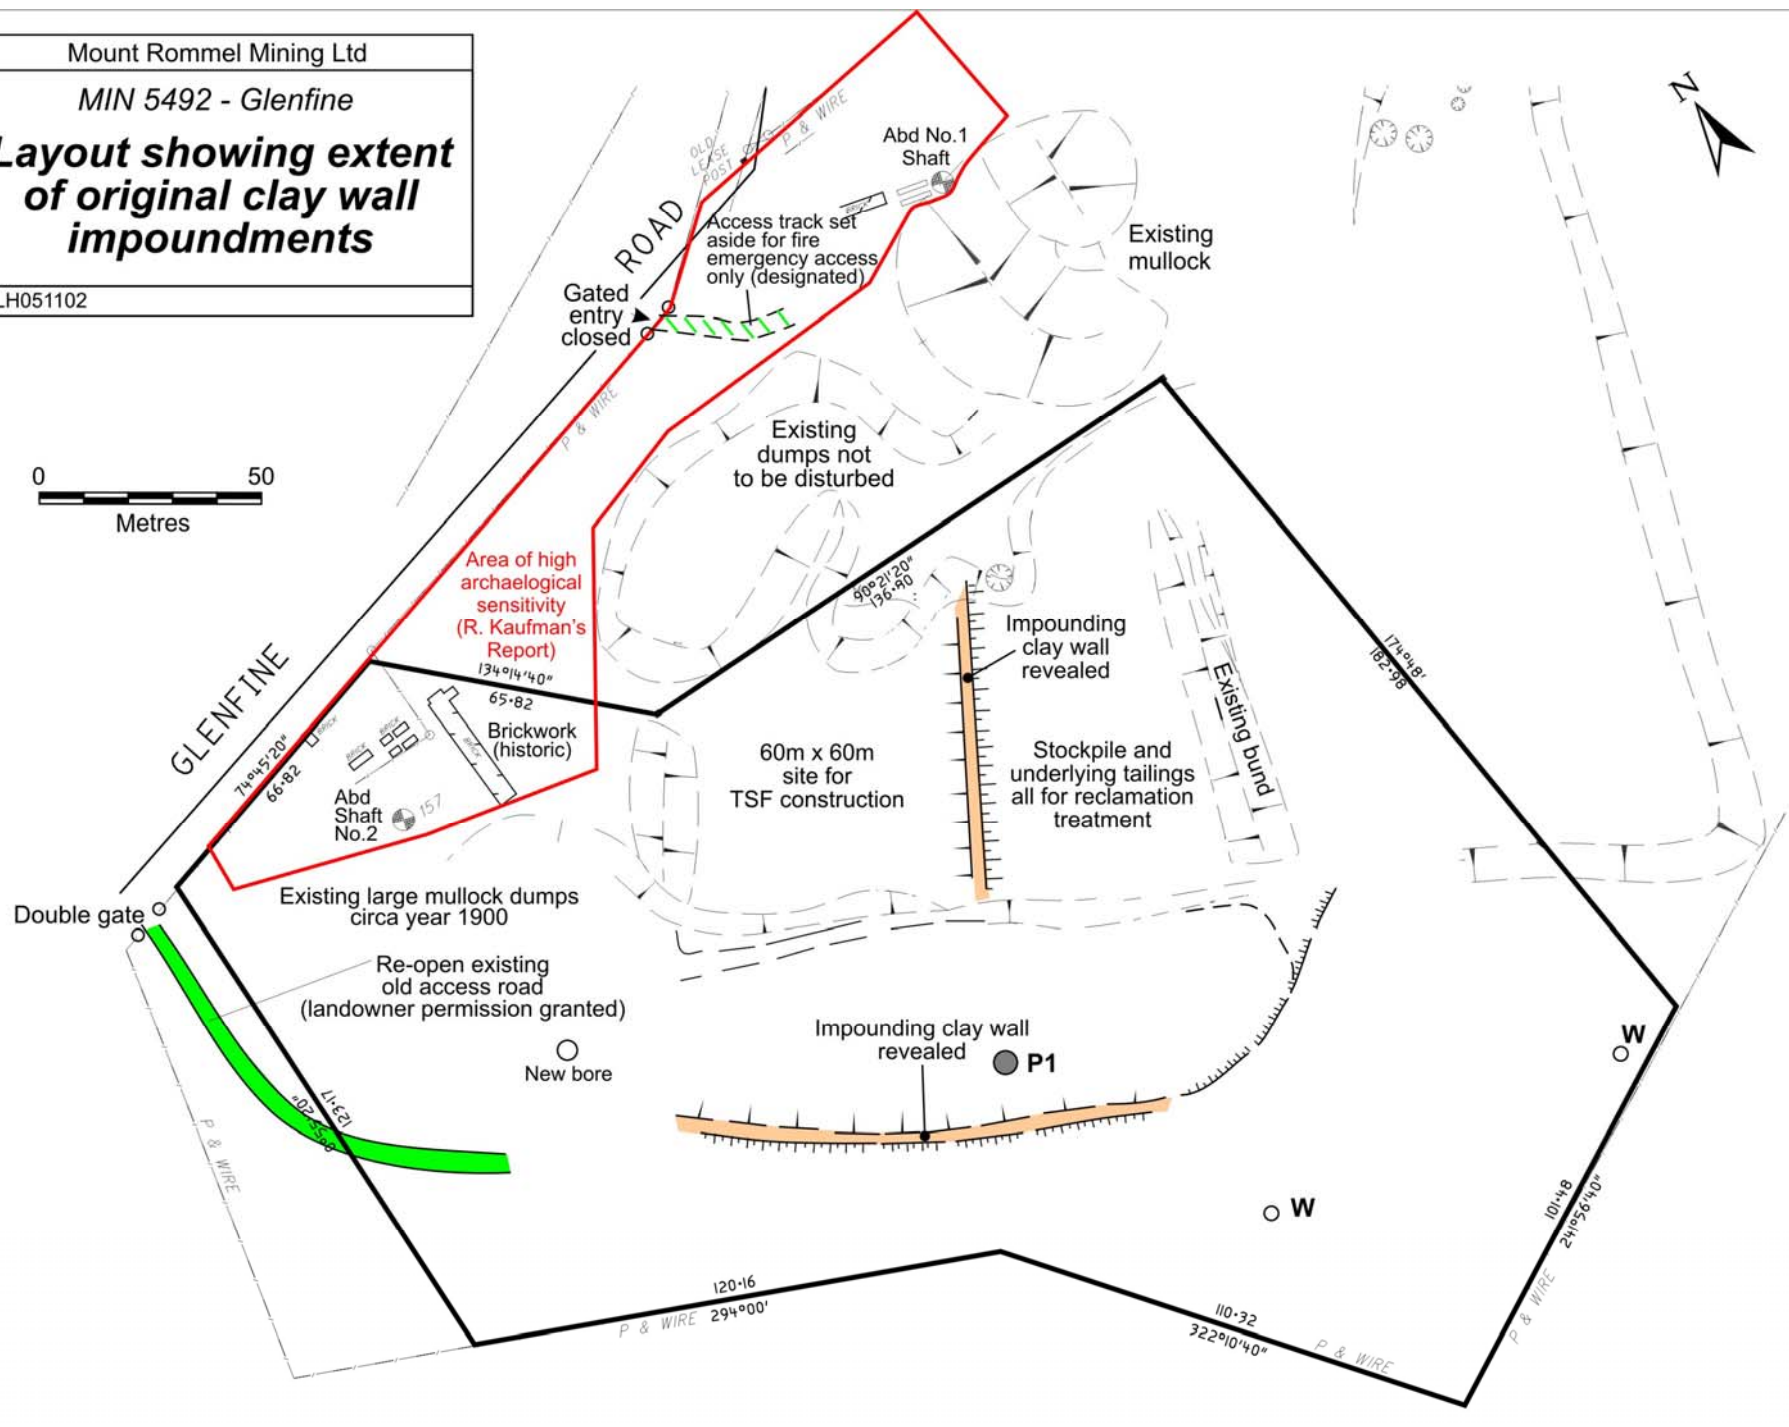 Mount Rommel Mining Ltd
MIN 5492 - Glenfine
Layout showing extent
of original clay wall
impoundments
LH051102
N
P & WIRE
OLD
LEASE
POST
Abd No.1
Shaft
BRICK
Access track set
aside for fire
emergency access
only (designated)
ROAD
Existing
mullock
Gated
entry
closed
P & WIRE
0 50
Metres
Existing
dumps not
to be disturbed
Area of high
archaelogical
sensitivity
(R. Kaufman's
Report)
90°21'20"
136·80
Impounding
clay wall
revealed
174°48'
182·98
GLENFINE
134°14'40"
65·82
Existing bund
74°45'20"
66·82
BRICK
BRICK
BRICK
BRICK
Brickwork
(historic)
60m x 60m
site for
TSF construction
Stockpile and
underlying tailings
all for reclamation
treatment
Abd
Shaft
No.2
157
Existing large mullock dumps
circa year 1900
Double gate
Re-open existing
old access road
(landowner permission granted)
New bore
Impounding clay wall
revealed
P1
W
123·17
P & WIRE
W
101·48
241°56'40"
120·16
P & WIRE 294°00'
110·32
322°10'40"
P & WIRE
P & WIRE